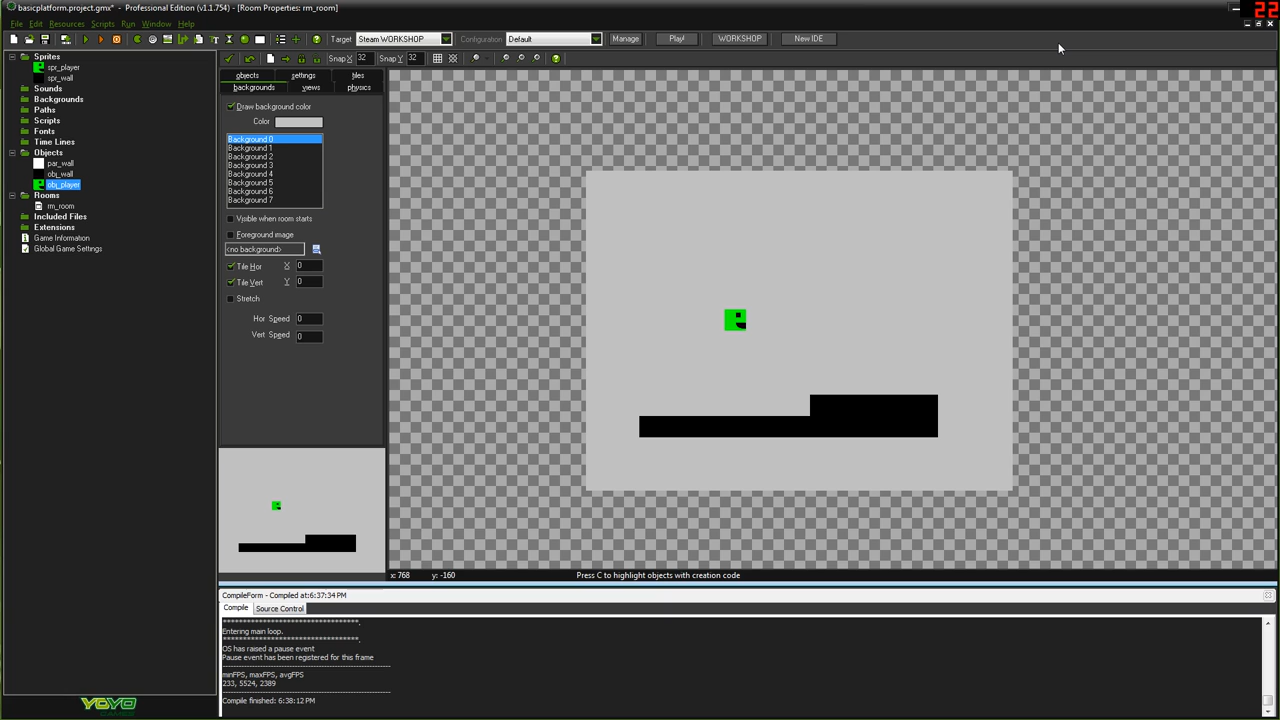 basicplatform.project.gmx* - Professional Edition (v1.1.754) - [Room Properties: rm_room]
22
File Edit Resources Scripts Run Window Help
Target Steam WORKSHOP Configuration Default Manage Play! WORKSHOP New IDE
Sprites
spr_player
spr_wall
Sounds
Backgrounds
Paths
Scripts
Fonts
Time Lines
Objects
par_wall
obj_wall
obj_player
Rooms
rm_room
Included Files
Extensions
Game Information
Global Game Settings
YOYO
GAMES
Snap X 32 Snap Y 32
objects settings tiles
backgrounds views physics
Draw background color
Color
Background 0
Background 1
Background 2
Background 3
Background 4
Background 5
Background 6
Background 7
Visible when room starts
Foreground image
<no background>
Tile Hor X 0
Tile Vert Y 0
Stretch
Hor Speed 0
Vert Speed 0
x: 768 y: -160 Press C to highlight objects with creation code
CompileForm - Compiled at:6:37:34 PM
Compile Source Control
***********************************.
Entering main loop.
***********************************.
OS has raised a pause event
Pause event has been registered for this frame
minFPS, maxFPS, avgFPS
233, 5524, 2389
Compile finished: 6:38:12 PM